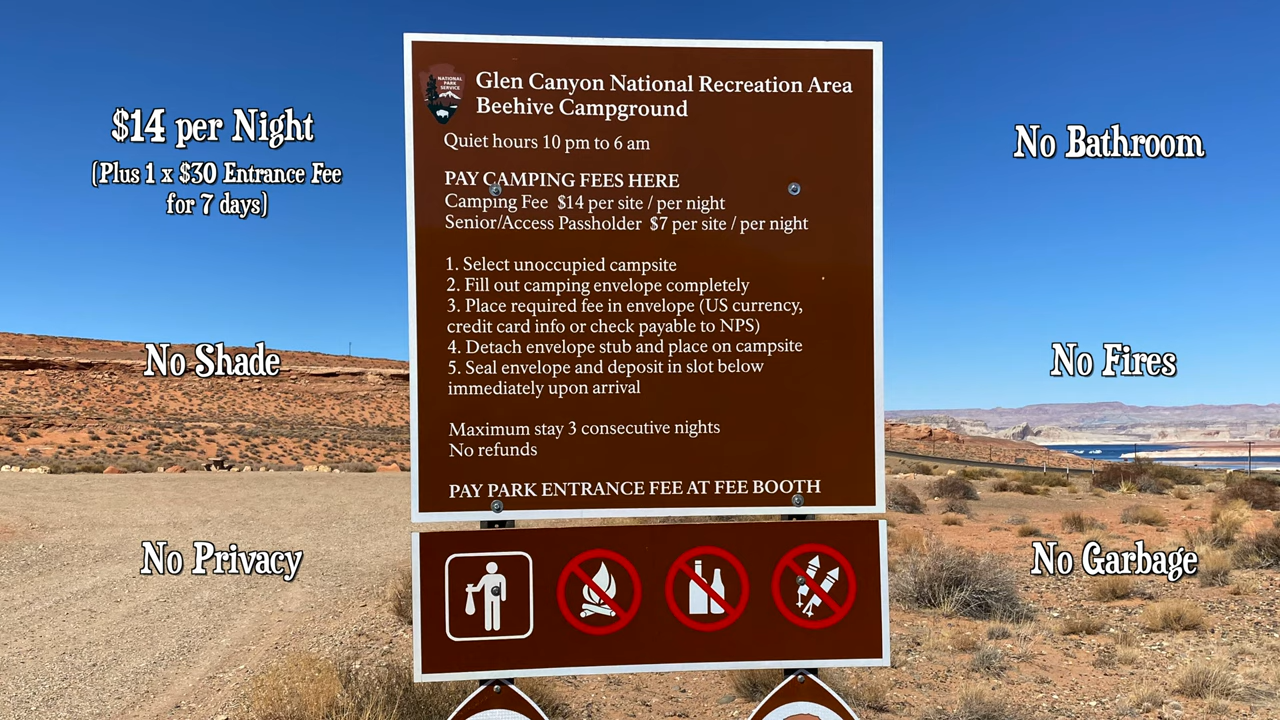 $14 per Night
(Plus 1 x $30 Entrance Fee
for 7 days)
No Shade
No Privacy
NATIONAL
PARK
SERVICE
Glen Canyon National Recreation Area
Beehive Campground
Quiet hours 10 pm to 6 am
PAY CAMPING FEES HERE
Camping Fee $14 per site / per night
Senior/Access Passholder $7 per site / per night
1. Select unoccupied campsite
2. Fill out camping envelope completely
3. Place required fee in envelope (US currency,
credit card info or check payable to NPS)
4. Detach envelope stub and place on campsite
5. Seal envelope and deposit in slot below
immediately upon arrival
Maximum stay 3 consecutive nights
No refunds
PAY PARK ENTRANCE FEE AT FEE BOOTH
No Bathroom
No Fires
No Garbage